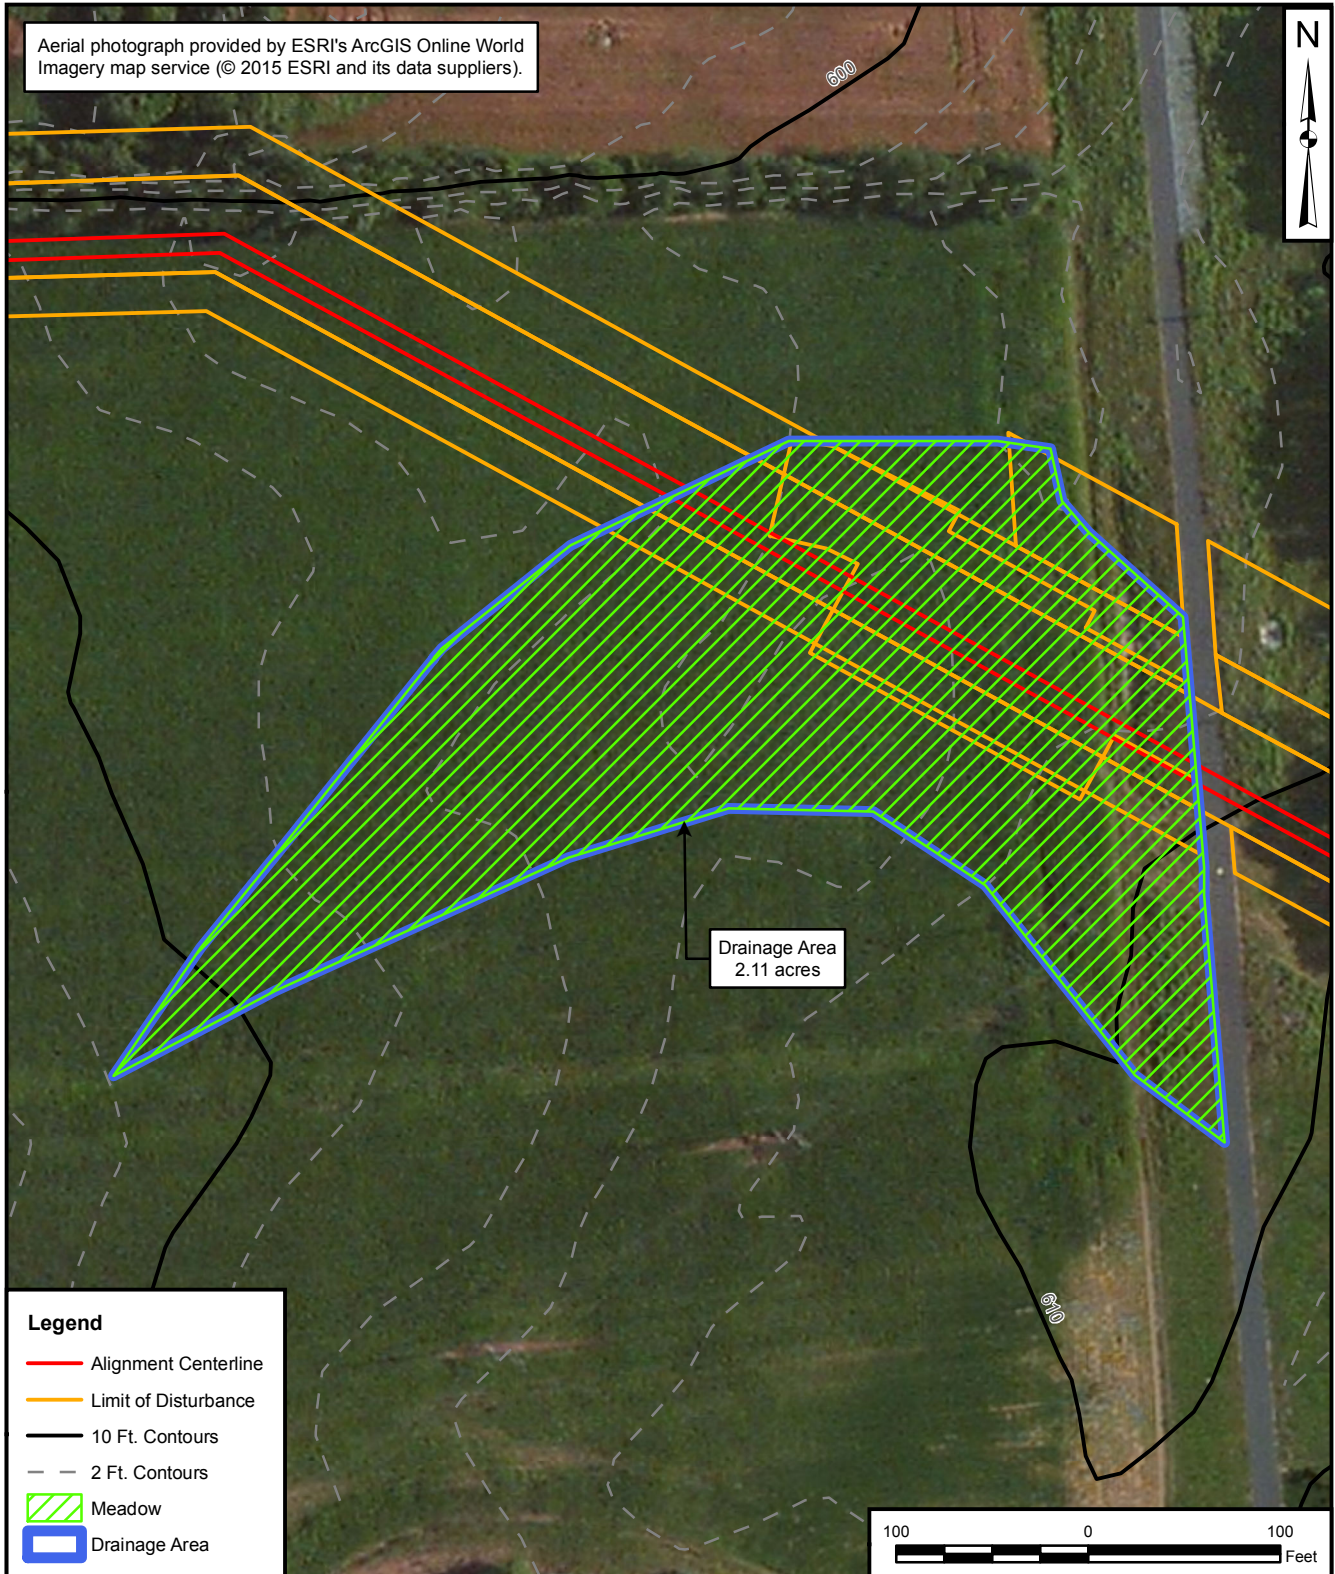 Aerial photograph provided by ESRI's ArcGIS Online World
Imagery map service (© 2015 ESRI and its data suppliers).
N
600
Drainage Area
2.11 acres
610
Legend
Alignment Centerline
Limit of Disturbance
10 Ft. Contours
2 Ft. Contours
Meadow
Drainage Area
100 0 100
Feet